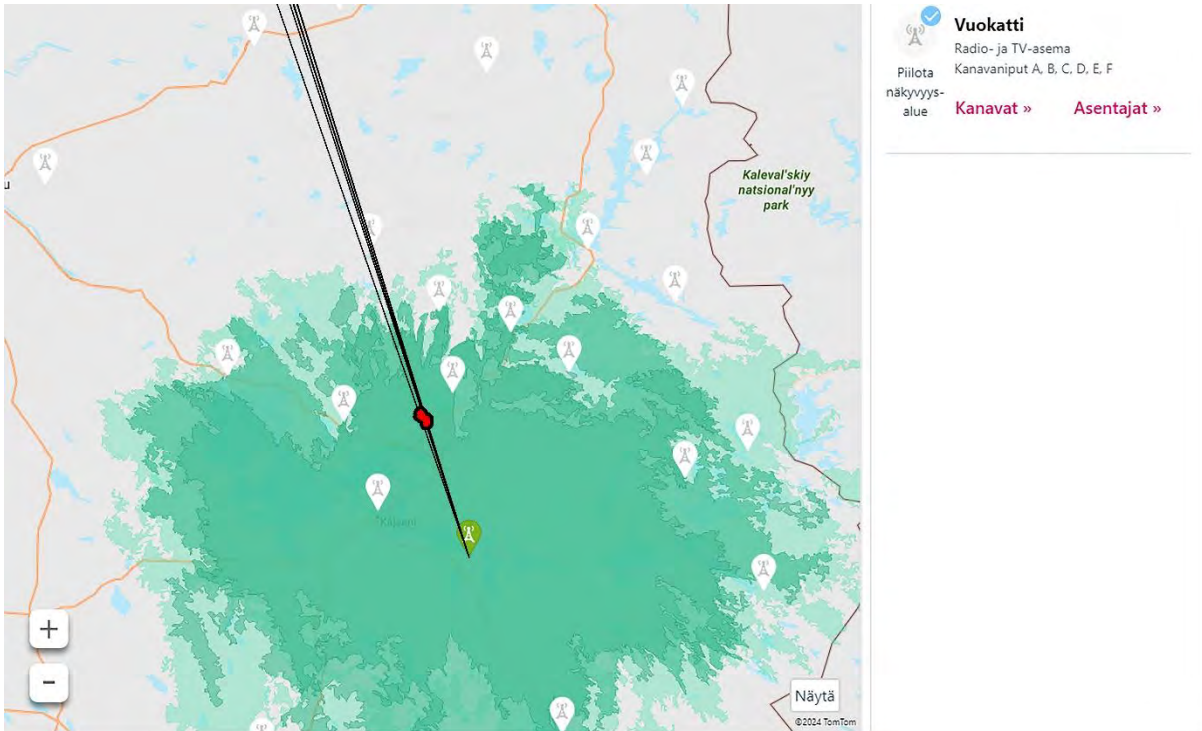 u
Kaleval'skiy
natsional'nyy
park
Kajaani
+
−
Näytä
©2024 TomTom
Vuokatti
Radio- ja TV-asema
Kanavaniput A, B, C, D, E, F
Piilota
näkyvyys-
alue
Kanavat »
Asentajat »